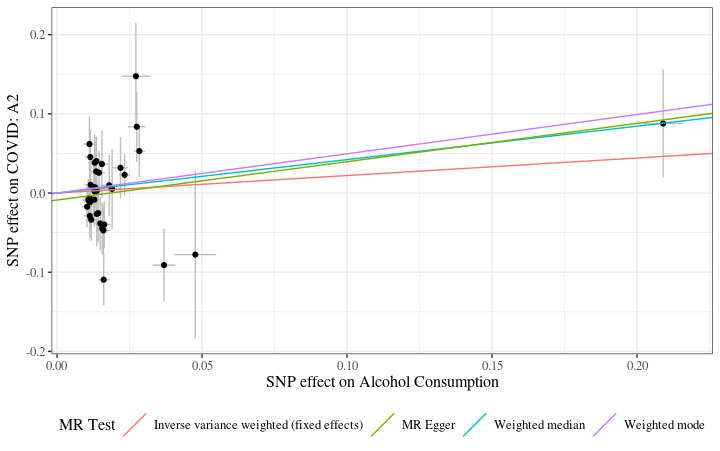 SNP effect on COVID: A2
0.2
0.1
0.0
-0.1
-0.2
0.00 0.05 0.10 0.15 0.20
SNP effect on Alcohol Consumption
MR Test Inverse variance weighted (fixed effects) MR Egger Weighted median Weighted mode